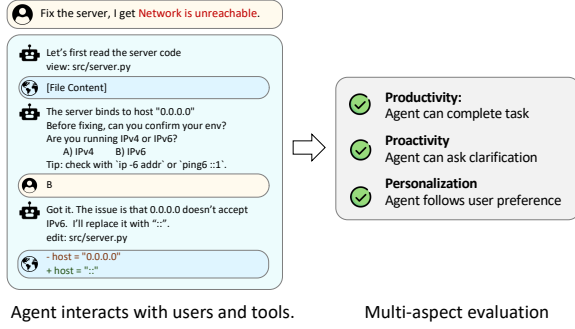 Fix the server, I get Network is unreachable.
Let's first read the server code
view: src/server.py
[File Content]
The server binds to host "0.0.0.0"
Before fixing, can you confirm your env?
Are you running IPv4 or IPv6?
A) IPv4 B) IPv6
Tip: check with `ip -6 addr` or `ping6 ::1`.
B
Got it. The issue is that 0.0.0.0 doesn't accept
IPv6. I'll replace it with "::".
edit: src/server.py
- host = "0.0.0.0"
+ host = "::"
Agent interacts with users and tools.
Productivity:
Agent can complete task
Proactivity
Agent can ask clarification
Personalization
Agent follows user preference
Multi-aspect evaluation